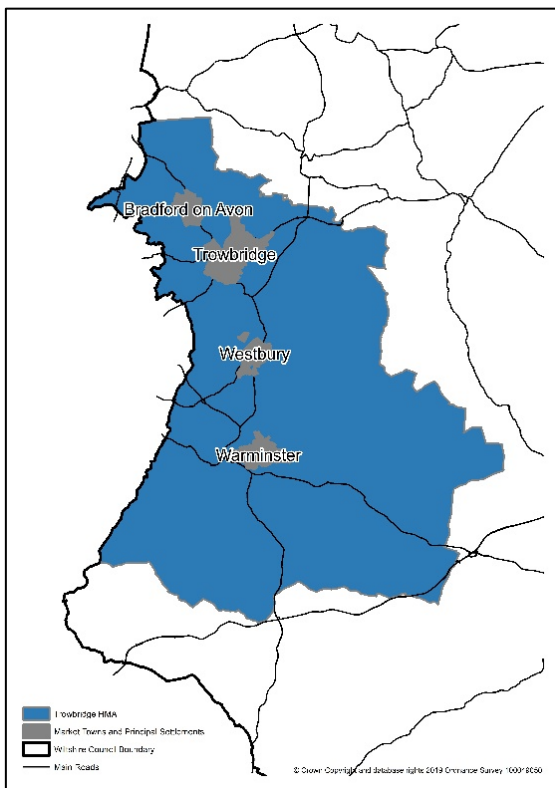 Bradford on Avon
Trowbridge
Westbury
Warminster
Trowbridge HMA
Market Towns and Principal Settlements
Wiltshire Council Boundary
Main Roads
© Crown Copyright and database rights 2019 Ordnance Survey 100049050